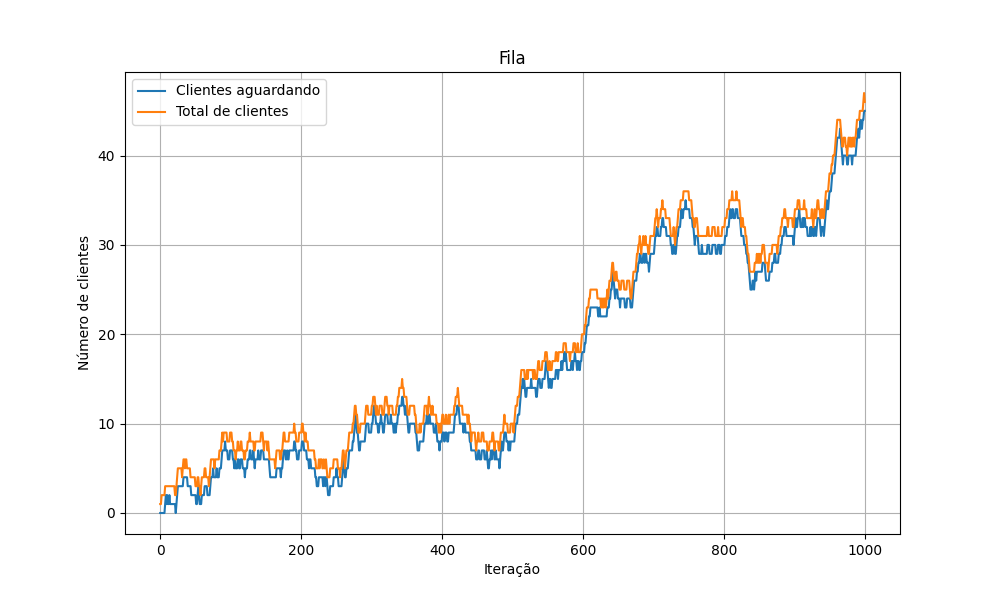 Fila
Clientes aguardando
Total de clientes
40
30
20
10
0
Número de clientes
0 200 400 600 800 1000
Iteração